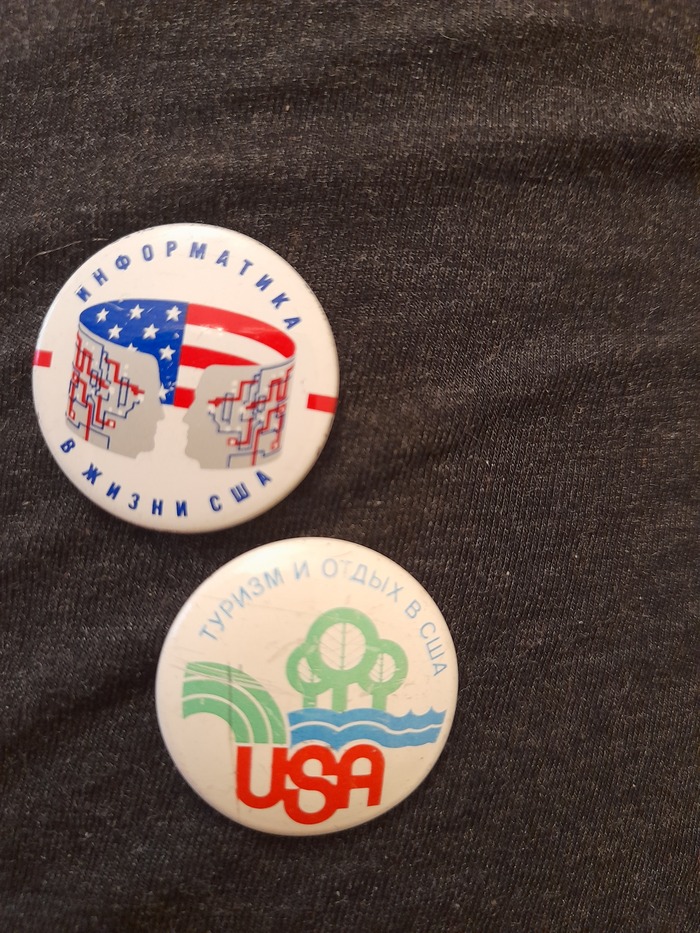 ИНФОРМАТИКА
В ЖИЗНИ США
ТУРИЗМ И ОТДЫХ В США
USA